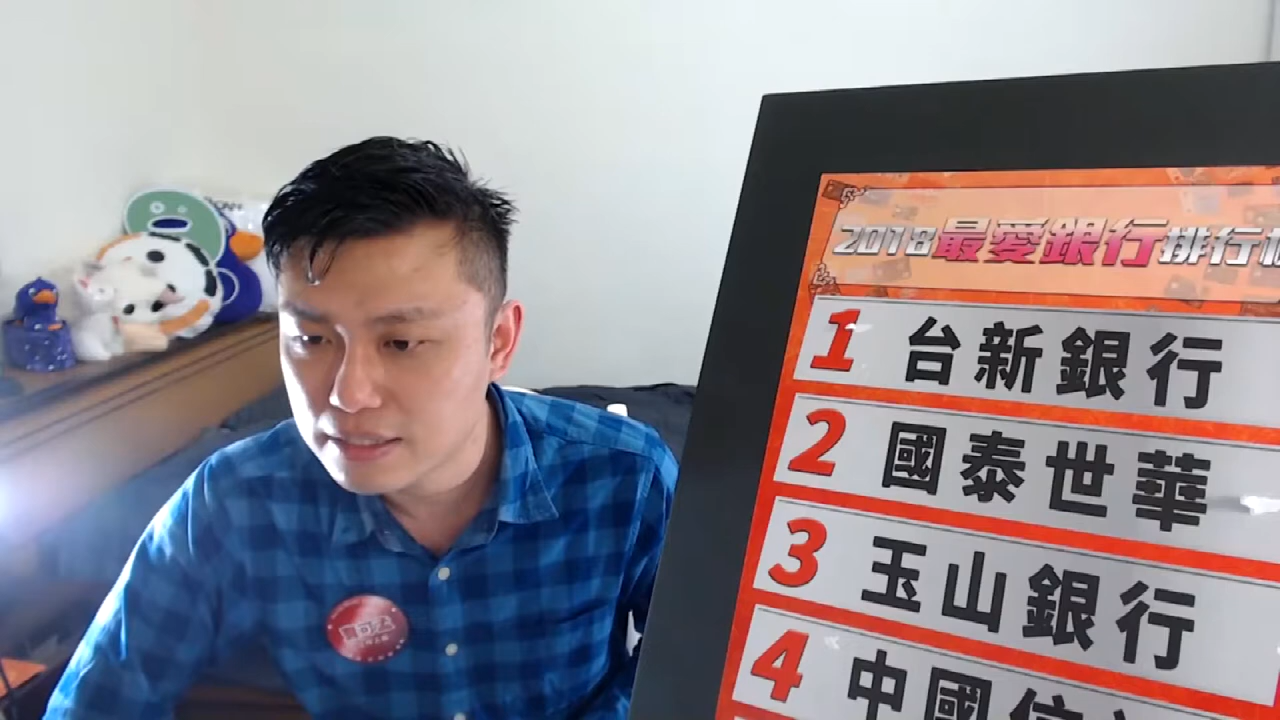 2018最愛銀行排行
1 台新銀行
2 國泰世華
3 玉山銀行
4 中國信